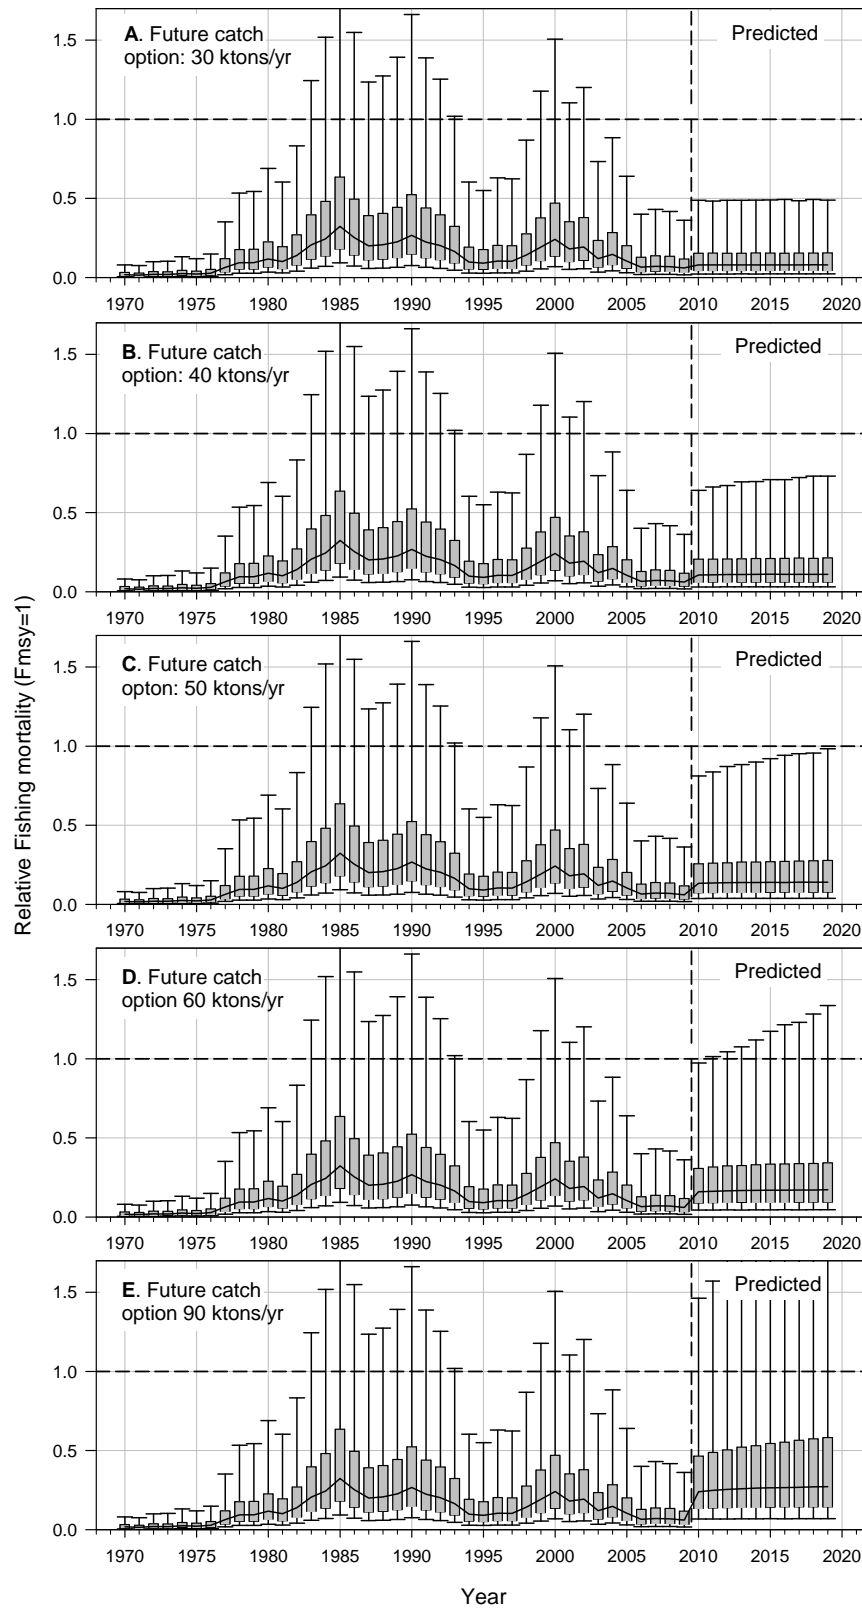 Relative Fishing mortality (Fmsy=1)
A. Future catch
option: 30 ktons/yr
Predicted
1.5
1.0
0.5
0.0
1970 1975 1980 1985 1990 1995 2000 2005 2010 2015 2020
B. Future catch
option: 40 ktons/yr
Predicted
1.5
1.0
0.5
0.0
1970 1975 1980 1985 1990 1995 2000 2005 2010 2015 2020
C. Future catch
opton: 50 ktons/yr
Predicted
1.5
1.0
0.5
0.0
1970 1975 1980 1985 1990 1995 2000 2005 2010 2015 2020
D. Future catch
option 60 ktons/yr
Predicted
1.5
1.0
0.5
0.0
1970 1975 1980 1985 1990 1995 2000 2005 2010 2015 2020
E. Future catch
option 90 ktons/yr
Predicted
1.5
1.0
0.5
0.0
1970 1975 1980 1985 1990 1995 2000 2005 2010 2015 2020
Year